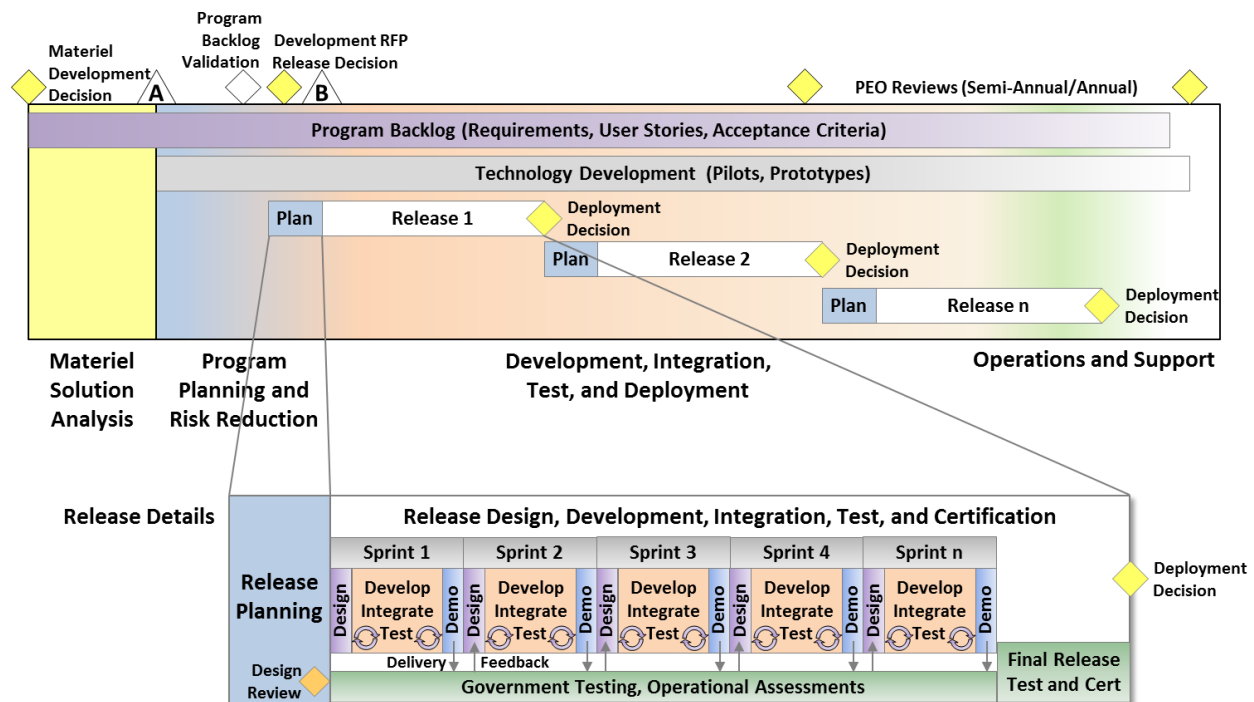 Materiel
Development
Decision
A
Program
Backlog
Validation
Development RFP
Release Decision
B
PEO Reviews (Semi-Annual/Annual)
Program Backlog (Requirements, User Stories, Acceptance Criteria)
Technology Development (Pilots, Prototypes)
Plan
Release 1
Deployment
Decision
Plan
Release 2
Deployment
Decision
Plan
Release n
Deployment
Decision
Materiel
Solution
Analysis
Program
Planning and
Risk Reduction
Development, Integration,
Test, and Deployment
Operations and Support
Release Details
Release
Planning
Design
Review
Release Design, Development, Integration, Test, and Certification
Sprint 1
Sprint 2
Sprint 3
Sprint 4
Sprint n
Design
Develop
Integrate
Test
Demo
Design
Develop
Integrate
Test
Demo
Design
Develop
Integrate
Test
Demo
Design
Develop
Integrate
Test
Demo
Design
Develop
Integrate
Test
Demo
Delivery
Feedback
Government Testing, Operational Assessments
Final Release
Test and Cert
Deployment
Decision